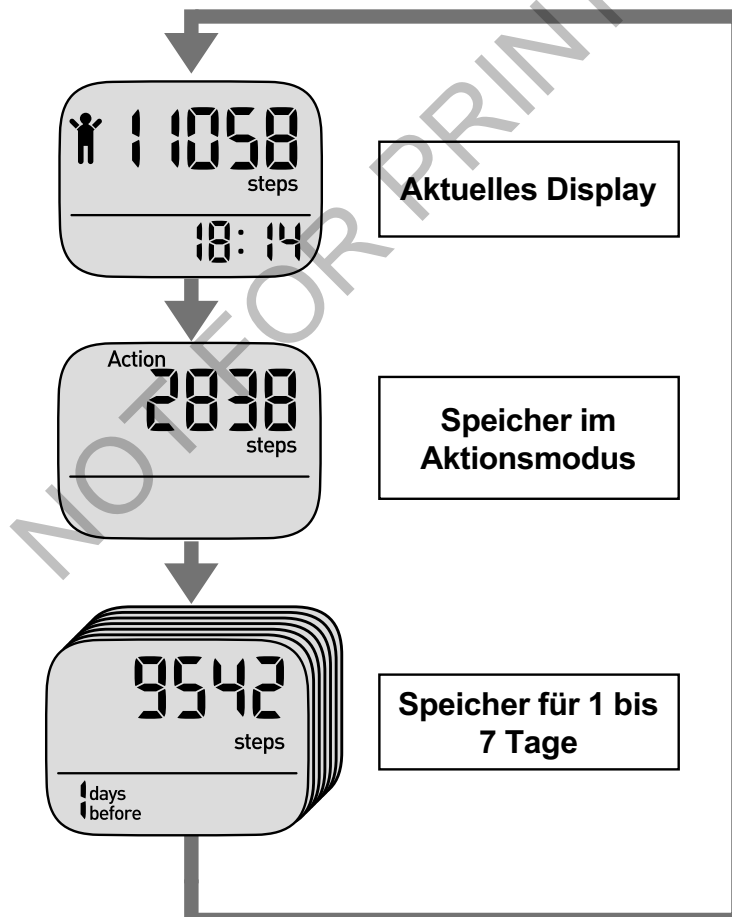 11058
steps
18:14
Aktuelles Display
Action
2838
steps
Speicher im
Aktionsmodus
9542
steps
1 days
before
Speicher für 1 bis
7 Tage
NOT FOR PRINT